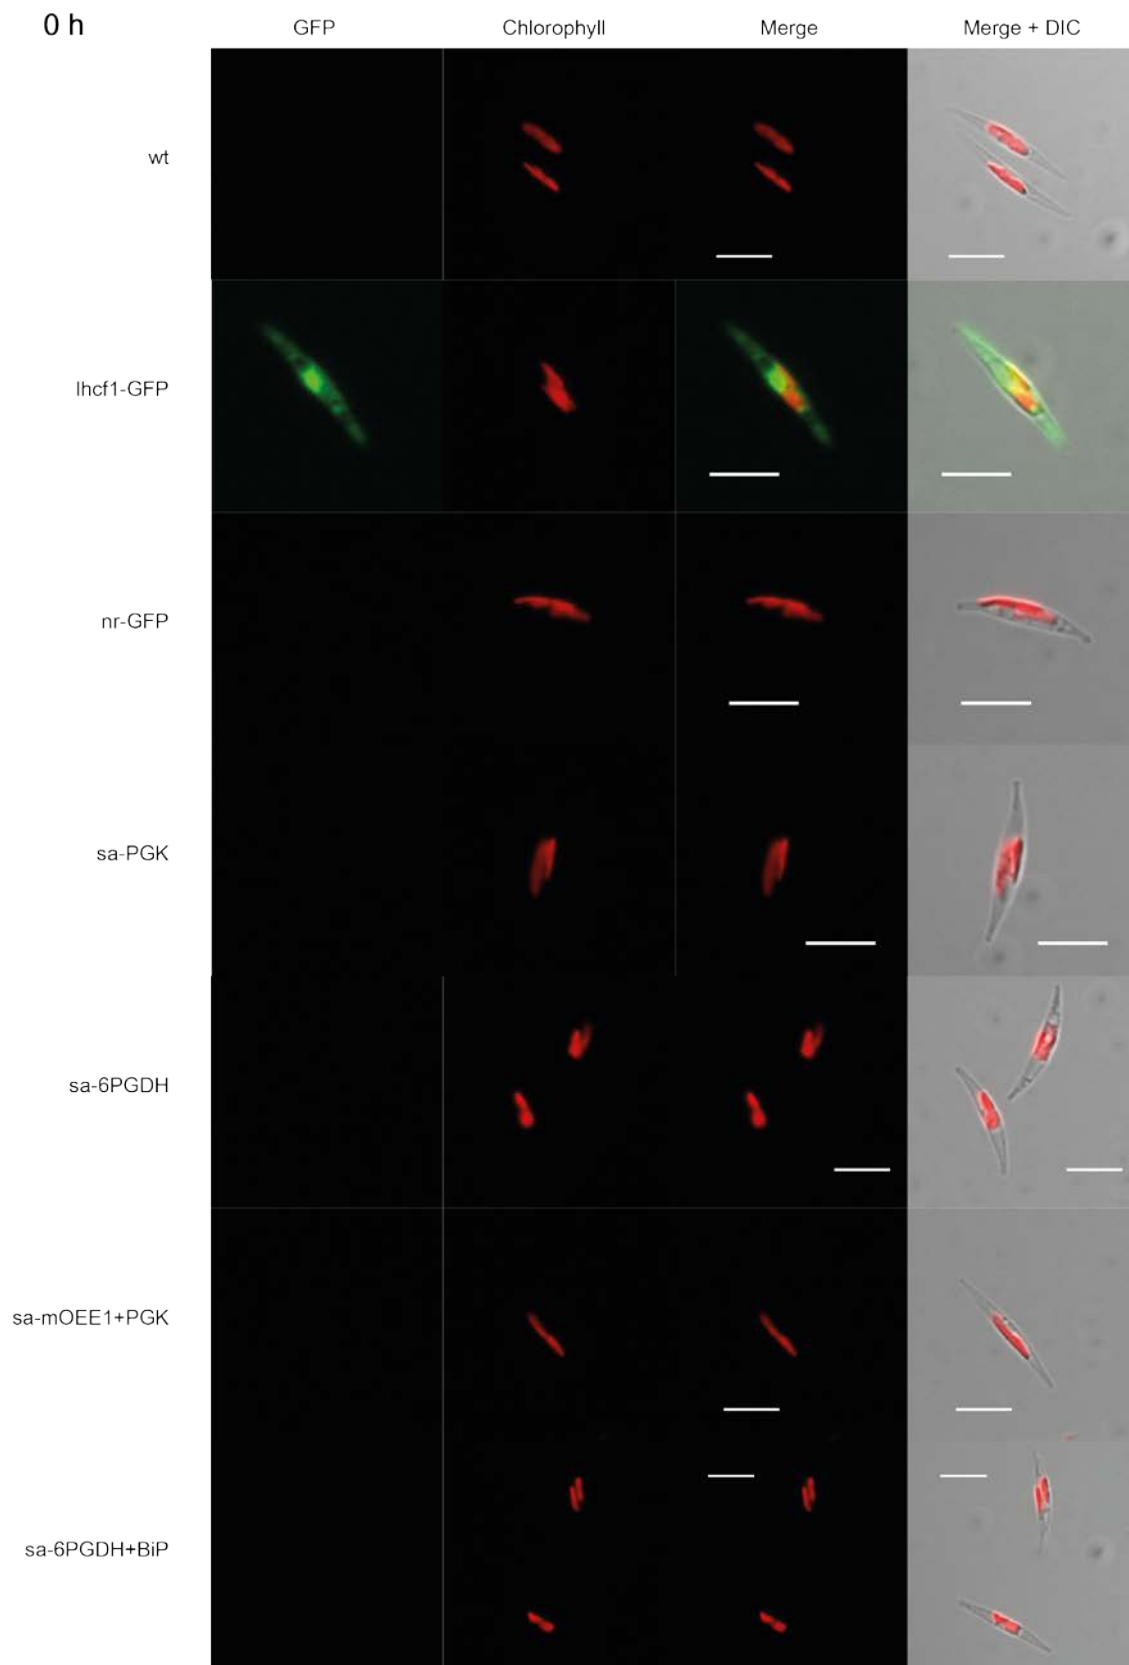 0 h
GFP Chlorophyll Merge Merge + DIC
wt
lhcf1-GFP
nr-GFP
sa-PGK
sa-6PGDH
sa-mOEE1+PGK
sa-6PGDH+BiP